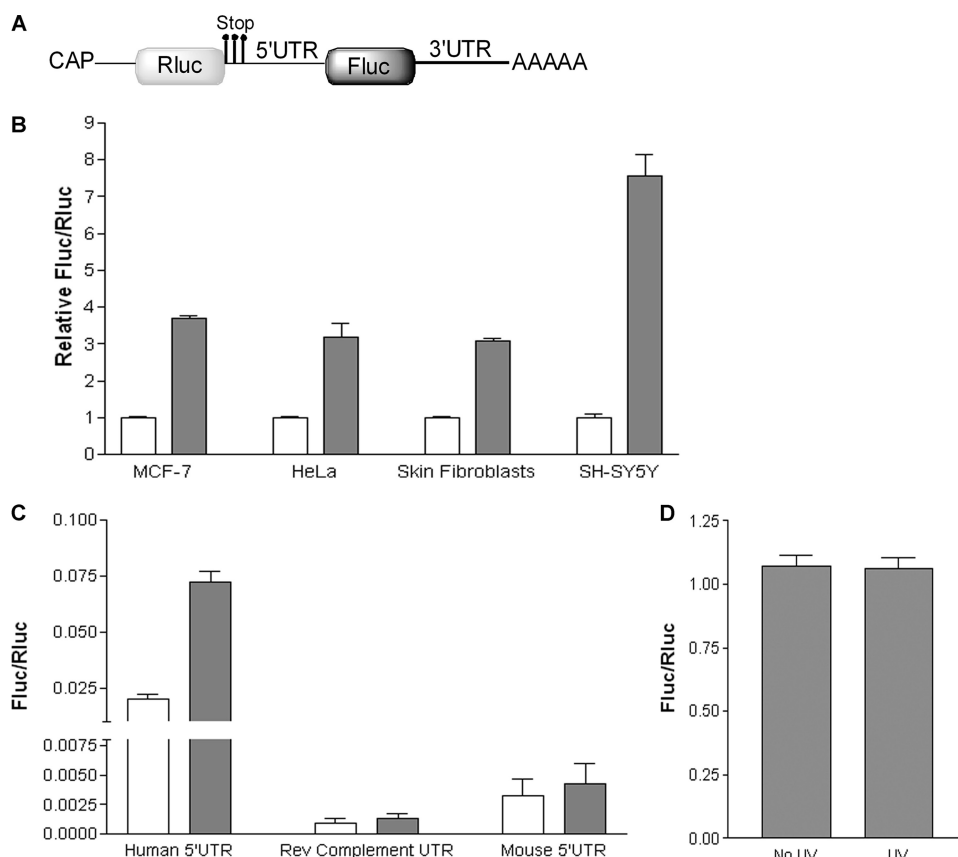 A
Stop
CAP Rluc 5'UTR Fluc 3'UTR AAAAA
B
Relative Fluc/Rluc
9
8
7
6
5
4
3
2
1
0
MCF-7 HeLa Skin Fibroblasts SH-SY5Y
C
Fluc/Rluc
0.100
0.075
0.050
0.025
0.0075
0.0050
0.0025
0.0000
Human 5'UTR Rev Complement UTR Mouse 5'UTR
D
Fluc/Rluc
1.25
1.00
0.75
0.50
0.25
0.00
No UV UV